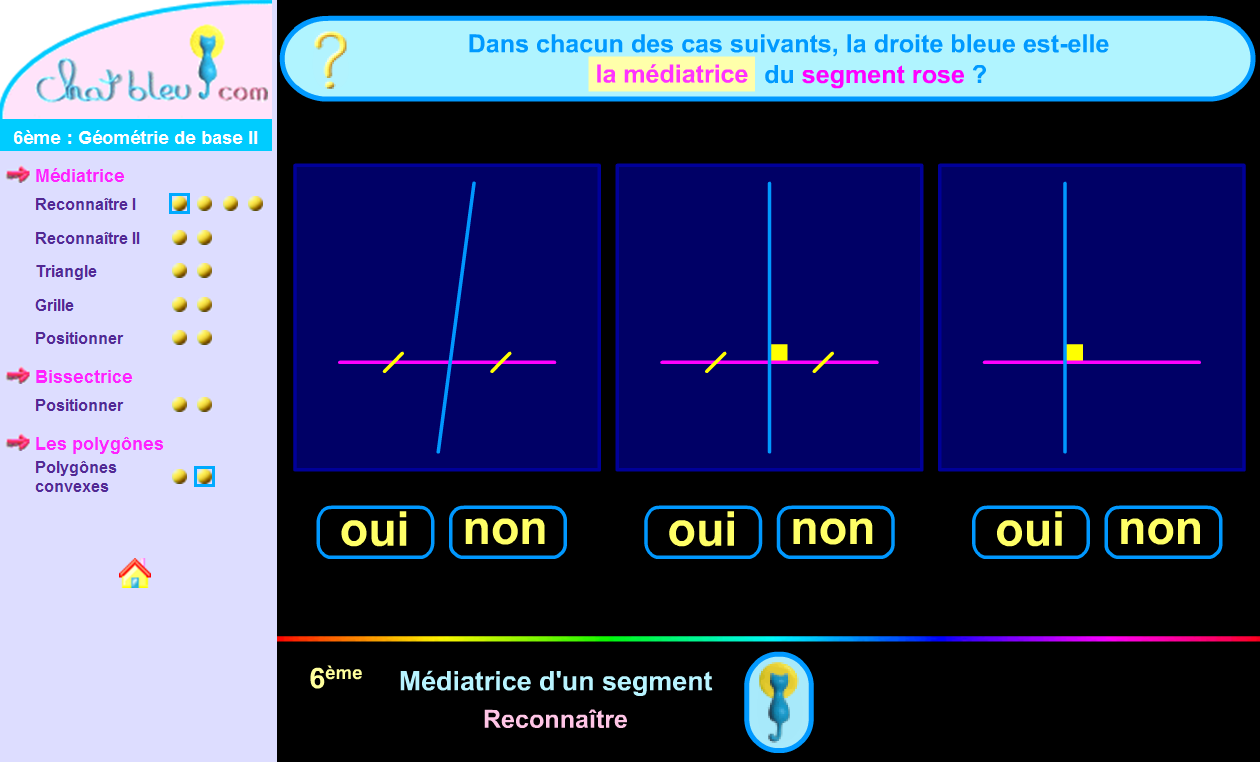 Chat bleu.com
6ème : Géométrie de base II
Médiatrice
Reconnaître I
Reconnaître II
Triangle
Grille
Positionner
Bissectrice
Positionner
Les polygônes
Polygônes
convexes
Dans chacun des cas suivants, la droite bleue est-elle
la médiatrice du segment rose ?
oui non oui non oui non
6ème Médiatrice d'un segment
Reconnaître